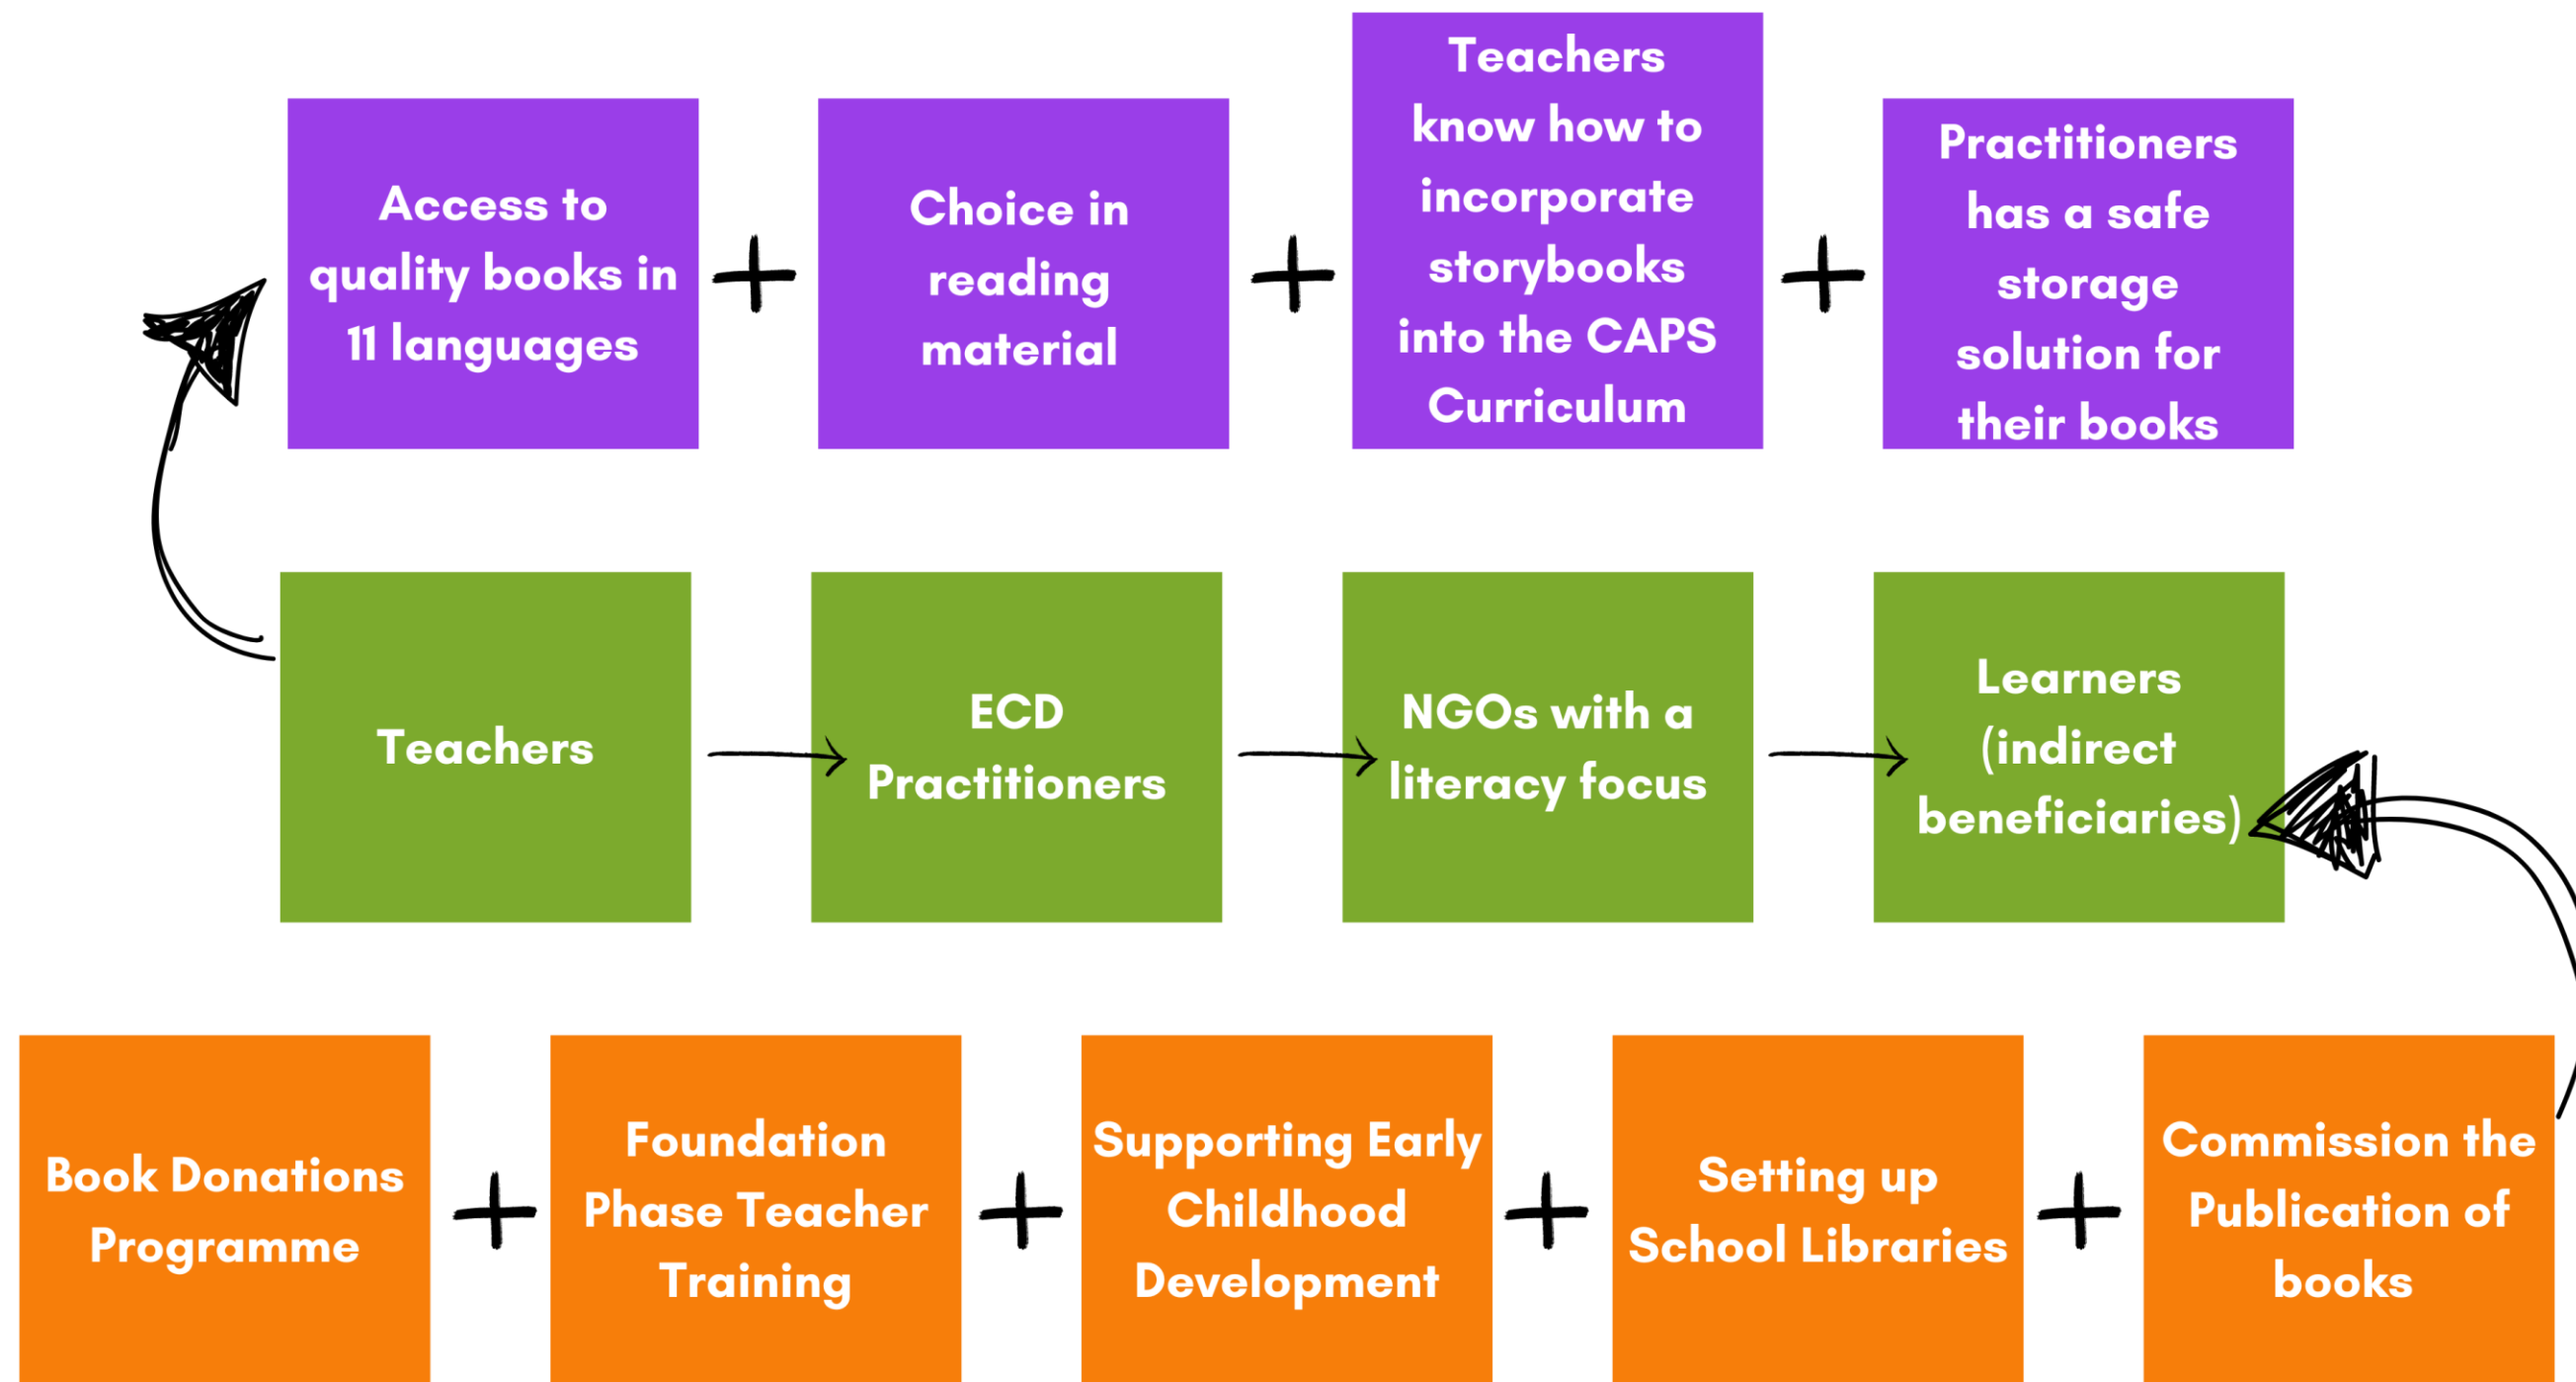 Access to
quality books in
11 languages
+
Choice in
reading
material
+
Teachers
know how to
incorporate
storybooks
into the CAPS
Curriculum
+
Practitioners
has a safe
storage
solution for
their books
Teachers
ECD
Practitioners
NGOs with a
literacy focus
Learners
(indirect
beneficiaries)
Book Donations
Programme
+
Foundation
Phase Teacher
Training
+
Supporting Early
Childhood
Development
+
Setting up
School Libraries
+
Commission the
Publication of
books